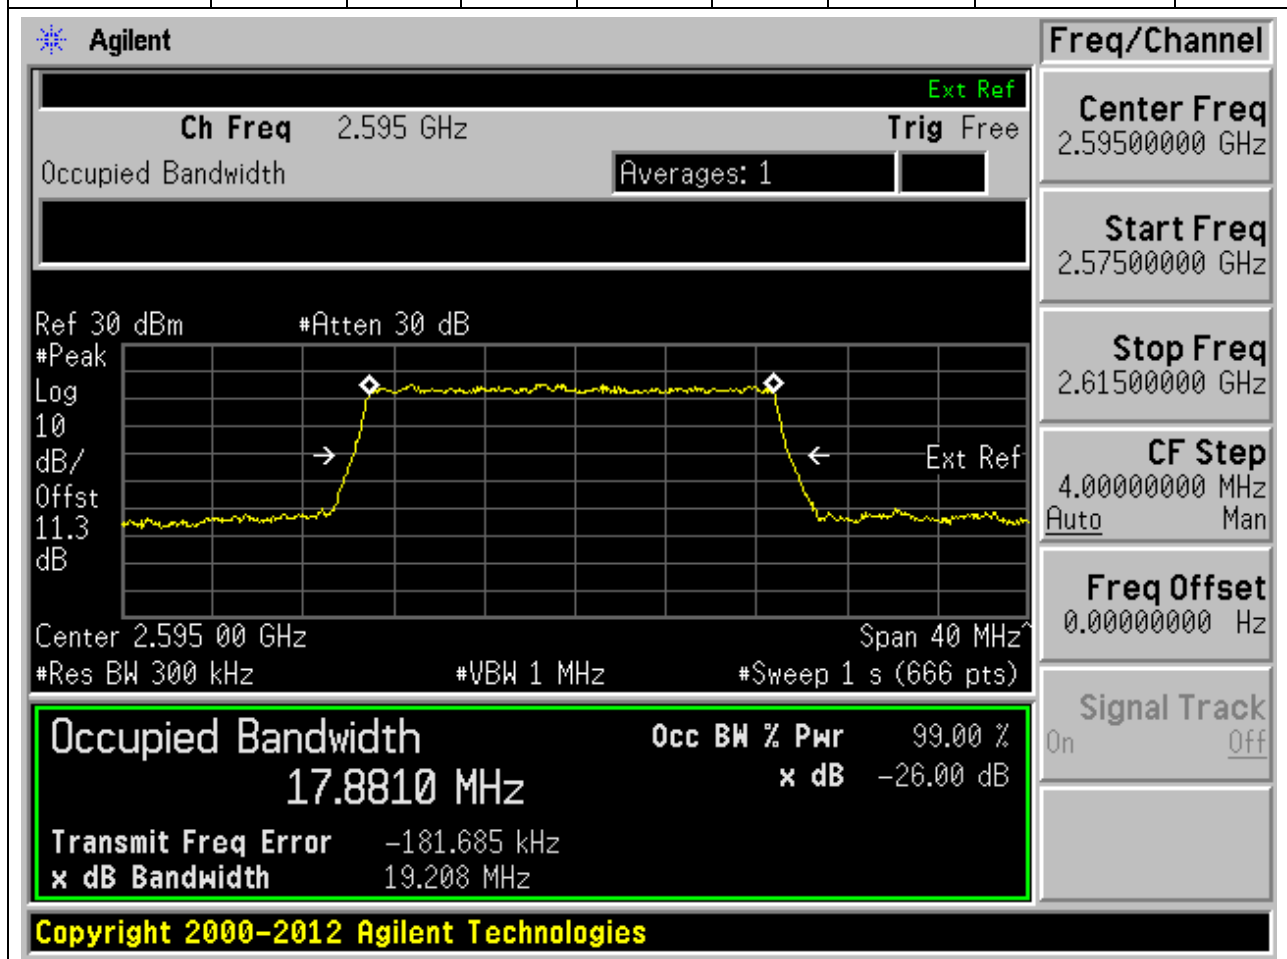 Agilent
Freq/Channel
Ext Ref
Ch Freq 2.595 GHz Trig Free
Occupied Bandwidth Averages: 1
Center Freq
2.59500000 GHz
Start Freq
2.57500000 GHz
Stop Freq
2.61500000 GHz
CF Step
4.00000000 MHz
Auto Man
Freq Offset
0.00000000 Hz
Signal Track
On Off
Ref 30 dBm #Atten 30 dB
#Peak
Log
10
dB/
Offst
11.3
dB
Ext Ref
Center 2.595 00 GHz Span 40 MHz^
#Res BW 300 kHz #VBW 1 MHz #Sweep 1 s (666 pts)
Occupied Bandwidth Occ BW % Pwr 99.00 %
17.8810 MHz x dB -26.00 dB
Transmit Freq Error -181.685 kHz
x dB Bandwidth 19.208 MHz
Copyright 2000-2012 Agilent Technologies